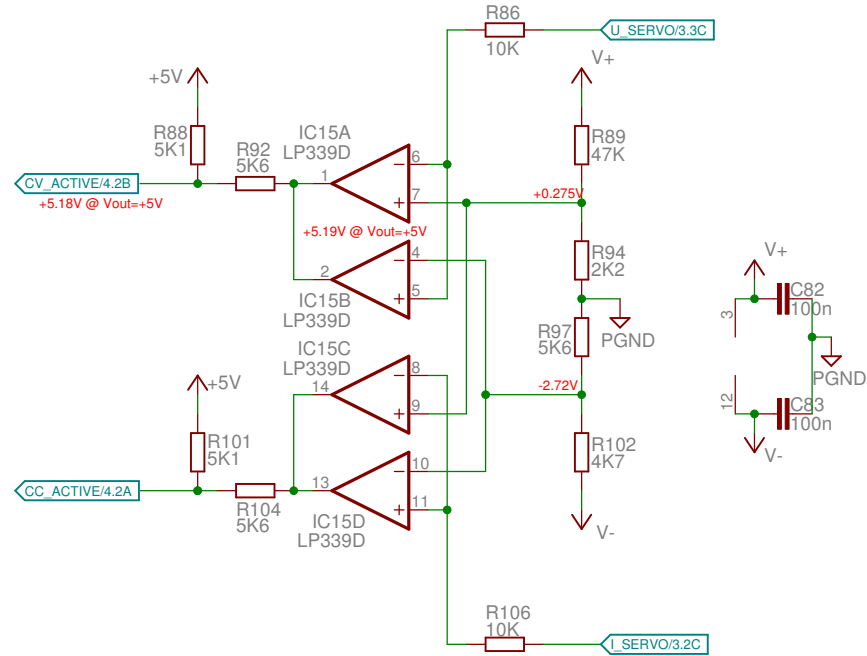 R86
10K
U_SERVO/3.3C
V+
+5V
R88
5K1
R92
5K6
IC15A
LP339D
1
6
7
R89
47K
CV_ACTIVE/4.2B
+5.18V @ Vout=+5V
+0.275V
+5.19V @ Vout=+5V
2
4
5
IC15B
LP339D
R94
2K2
V+
C82
100n
3
PGND
R97
5K6
PGND
IC15C
LP339D
14
8
9
+5V
-2.72V
12
C83
100n
V-
R101
5K1
R102
4K7
CC_ACTIVE/4.2A
R104
5K6
13
10
11
IC15D
LP339D
V-
R106
10K
I_SERVO/3.2C